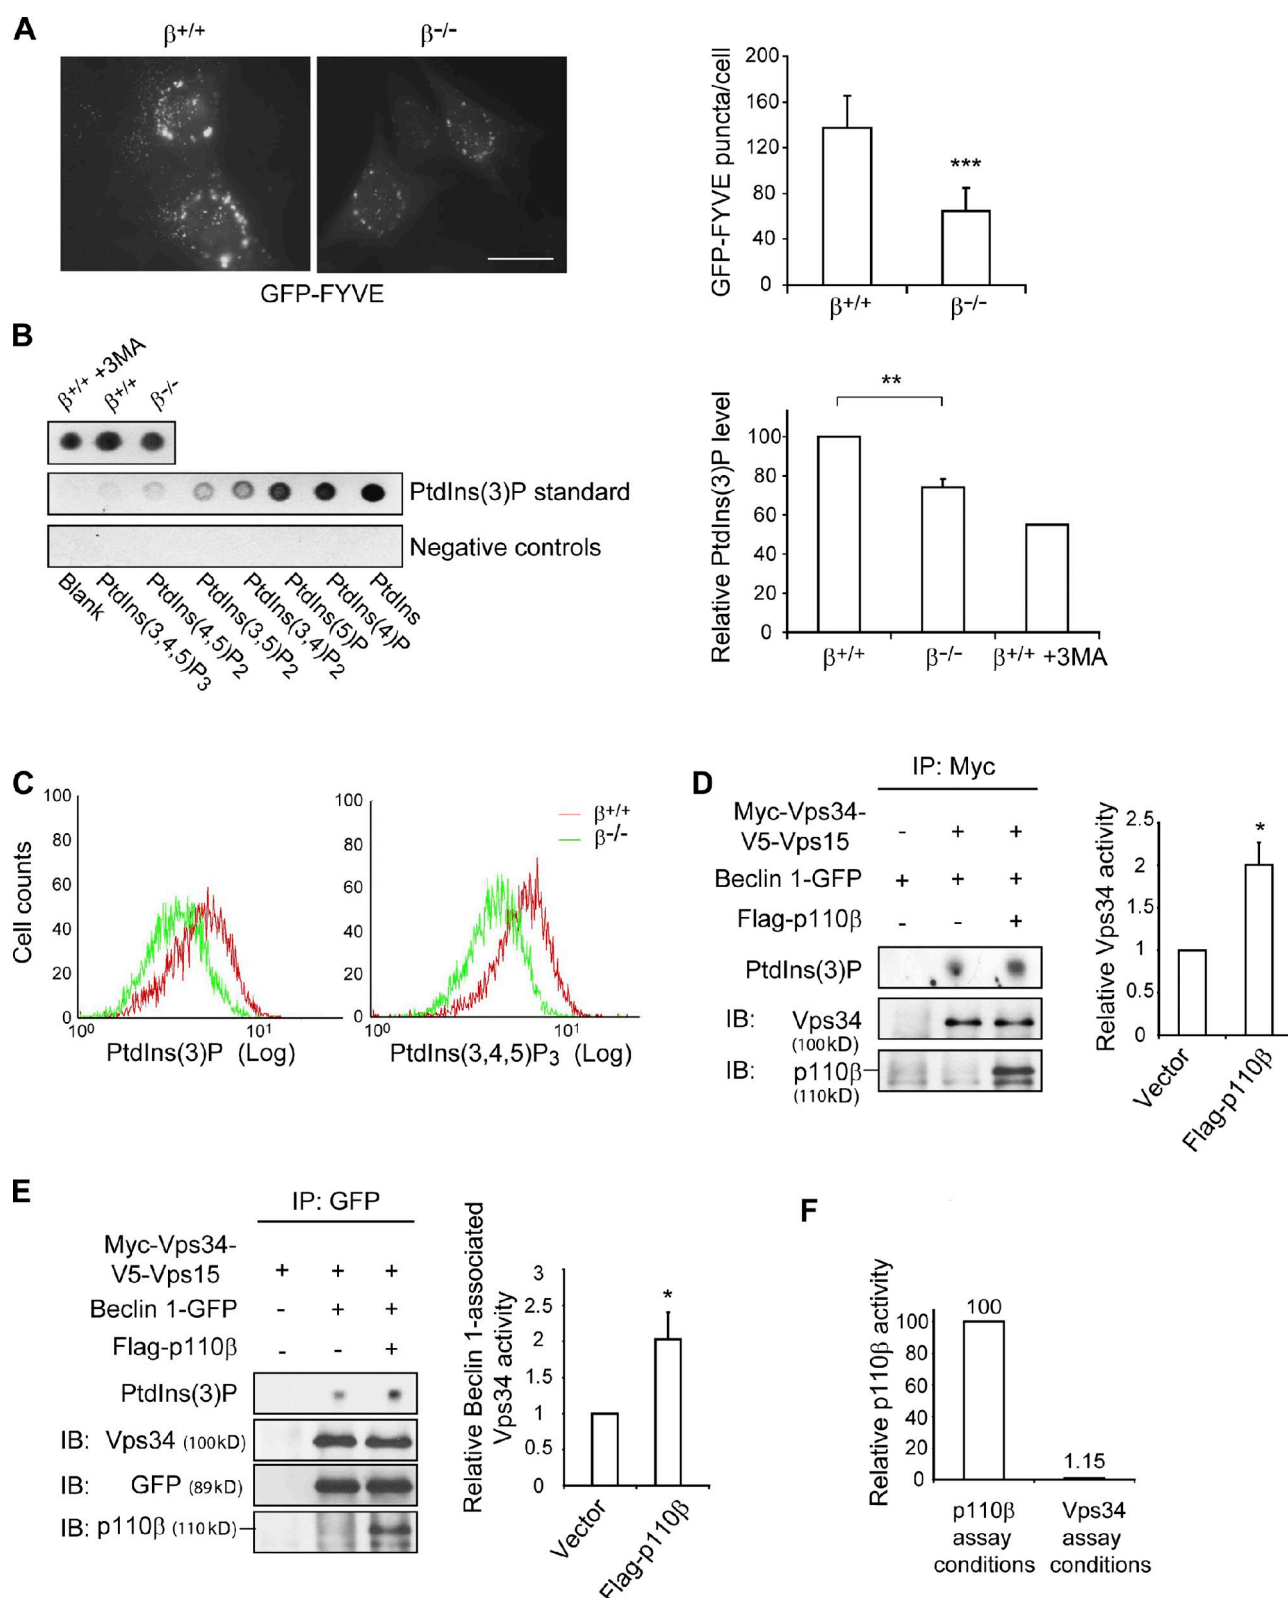 A
β+/+
β-/-
GFP-FYVE
GFP-FYVE puncta/cell
200
160
120
80
40
0
***
β+/+
β-/-
B
β+/+ +3MA
β+/+
β-/-
PtdIns(3)P standard
Negative controls
Blank
PtdIns(3,4,5)P3
PtdIns(4,5)P2
PtdIns(3,5)P2
PtdIns(3,4)P2
PtdIns(5)P
PtdIns(4)P
PtdIns
Relative PtdIns(3)P level
100
80
60
40
20
0
**
β+/+
β-/-
β+/+ +3MA
C
Cell counts
100
80
60
40
20
0
10⁰
10¹
PtdIns(3)P (Log)
100
80
60
40
20
0
β+/+
β-/-
10⁰
10¹
PtdIns(3,4,5)P3 (Log)
D
IP: Myc
Myc-Vps34-
V5-Vps15
- + +
Beclin 1-GFP + + +
Flag-p110β - - +
PtdIns(3)P
IB: Vps34
(100kD)
IB: p110β
(110kD)
Relative Vps34 activity
2.5
2
1.5
1
0.5
0
*
Vector
Flag-p110β
E
IP: GFP
Myc-Vps34-
V5-Vps15 + + +
Beclin 1-GFP - + +
Flag-p110β - - +
PtdIns(3)P
IB: Vps34 (100kD)
IB: GFP (89kD)
IB: p110β (110kD)
Relative Beclin 1-associated
Vps34 activity
3
2.5
2
1.5
1
0.5
0
*
Vector
Flag-p110β
F
Relative p110β activity
100
80
60
40
20
0
100
1.15
p110β
assay
conditions
Vps34
assay
conditions